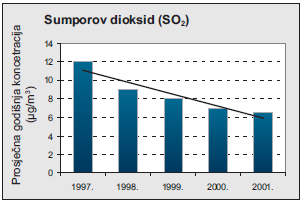 Sumporov dioksid (SO₂)
Prosječna godišnja koncetracija
(µg/m³)
14
12
10
8
6
4
2
0
1997. 1998. 1999. 2000. 2001.